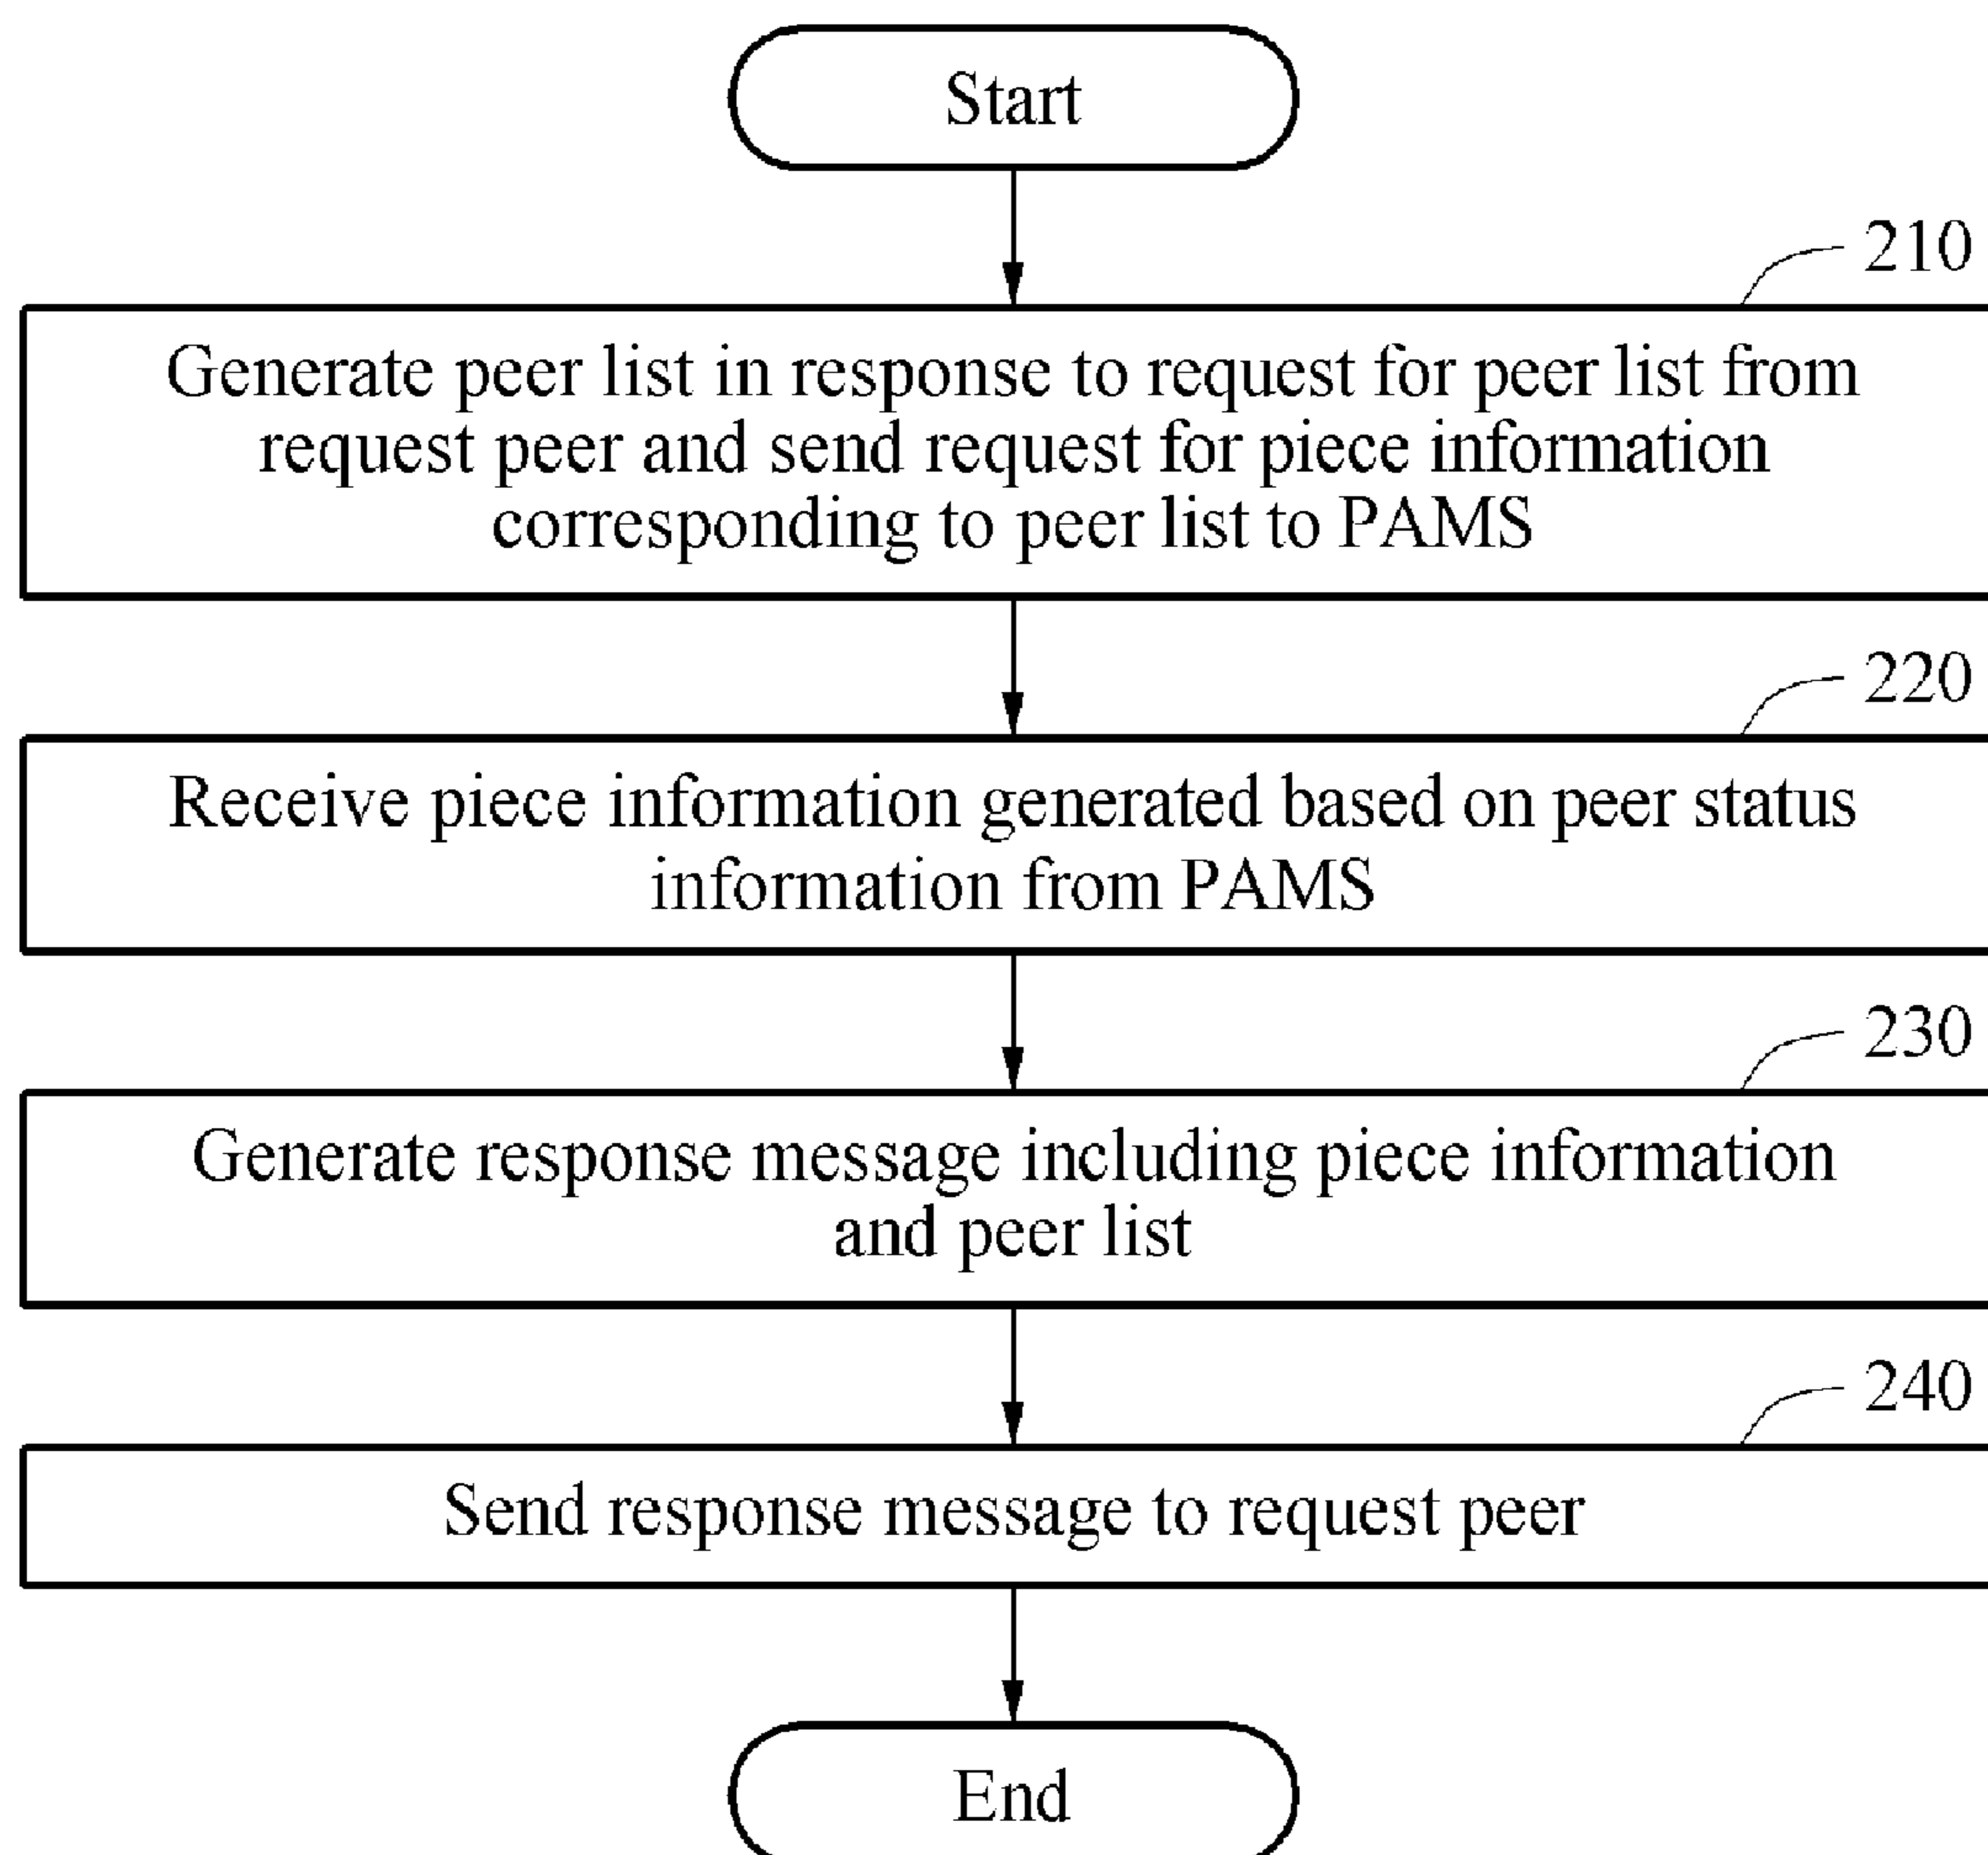 Start
210
Generate peer list in response to request for peer list from
request peer and send request for piece information
corresponding to peer list to PAMS
220
Receive piece information generated based on peer status
information from PAMS
230
Generate response message including piece information
and peer list
240
Send response message to request peer
End